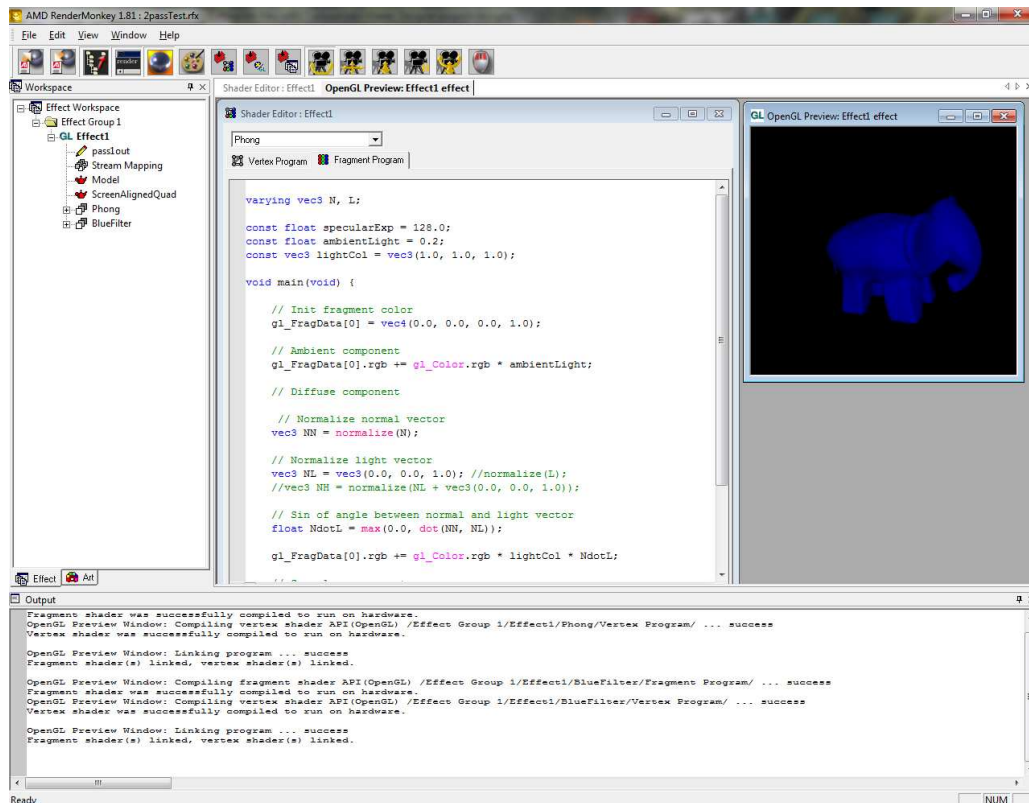 AMD RenderMonkey 1.81 : 2passTest.rfx
File Edit View Window Help
render
Workspace
Effect Workspace
Effect Group 1
GL Effect1
pass1out
Stream Mapping
Model
ScreenAlignedQuad
Phong
BlueFilter
Effect Art
Shader Editor : Effect1 OpenGL Preview: Effect1 effect
Shader Editor : Effect1
Phong
Vertex Program Fragment Program
varying vec3 N, L;
const float specularExp = 128.0;
const float ambientLight = 0.2;
const vec3 lightCol = vec3(1.0, 1.0, 1.0);
void main(void) {
// Init fragment color
gl_FragData[0] = vec4(0.0, 0.0, 0.0, 1.0);
// Ambient component
gl_FragData[0].rgb += gl_Color.rgb * ambientLight;
// Diffuse component
// Normalize normal vector
vec3 NN = normalize(N);
// Normalize light vector
vec3 NL = vec3(0.0, 0.0, 1.0); //normalize(L);
//vec3 NH = normalize(NL + vec3(0.0, 0.0, 1.0));
// Sin of angle between normal and light vector
float NdotL = max(0.0, dot(NN, NL));
gl_FragData[0].rgb += gl_Color.rgb * lightCol * NdotL;
GL OpenGL Preview: Effect1 effect
Output
Fragment shader was successfully compiled to run on hardware.
OpenGL Preview Window: Compiling vertex shader API(OpenGL) /Effect Group 1/Effect1/Phong/Vertex Program/ ... success
Vertex shader was successfully compiled to run on hardware.
OpenGL Preview Window: Linking program ... success
Fragment shader(s) linked, vertex shader(s) linked.
OpenGL Preview Window: Compiling fragment shader API(OpenGL) /Effect Group 1/Effect1/BlueFilter/Fragment Program/ ... success
Fragment shader was successfully compiled to run on hardware.
OpenGL Preview Window: Compiling vertex shader API(OpenGL) /Effect Group 1/Effect1/BlueFilter/Vertex Program/ ... success
Vertex shader was successfully compiled to run on hardware.
OpenGL Preview Window: Linking program ... success
Fragment shader(s) linked, vertex shader(s) linked.
Ready
NUM